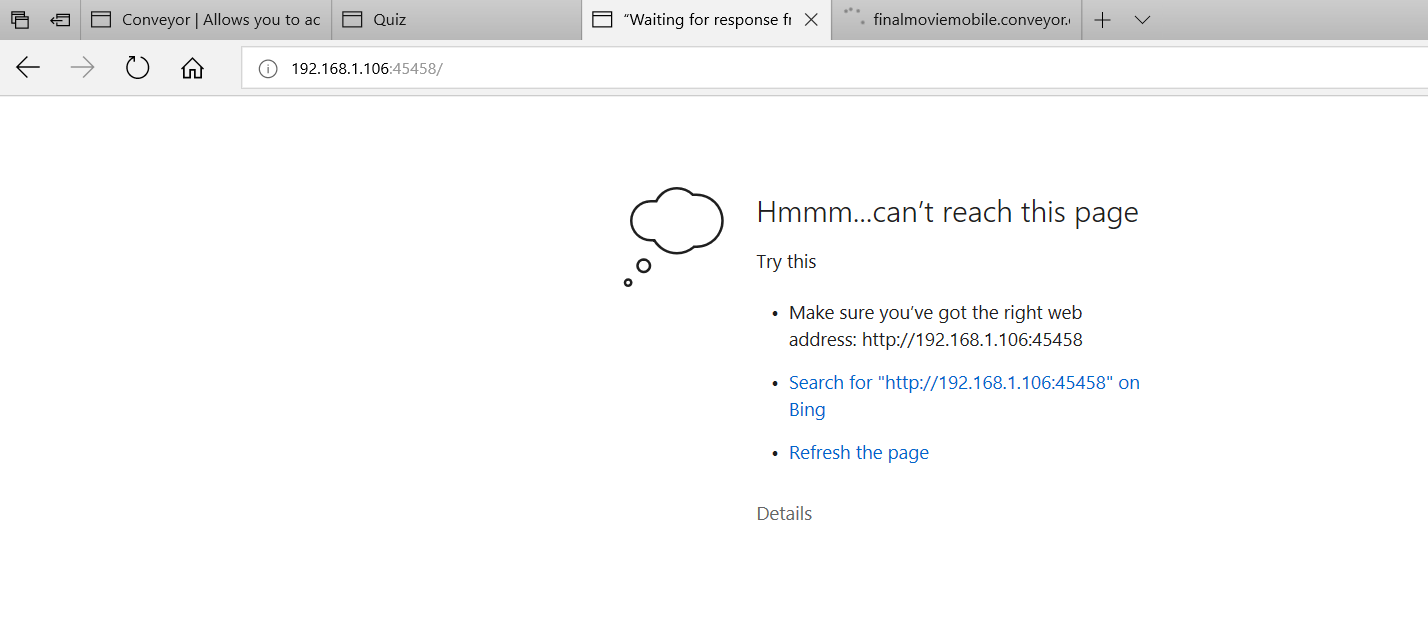 Conveyor | Allows you to ac
Quiz
“Waiting for response fr
finalmoviemobile.conveyor.
192.168.1.106:45458/
Hmmm...can’t reach this page
Try this
• Make sure you’ve got the right web
address: http://192.168.1.106:45458
• Search for "http://192.168.1.106:45458" on
Bing
• Refresh the page
Details